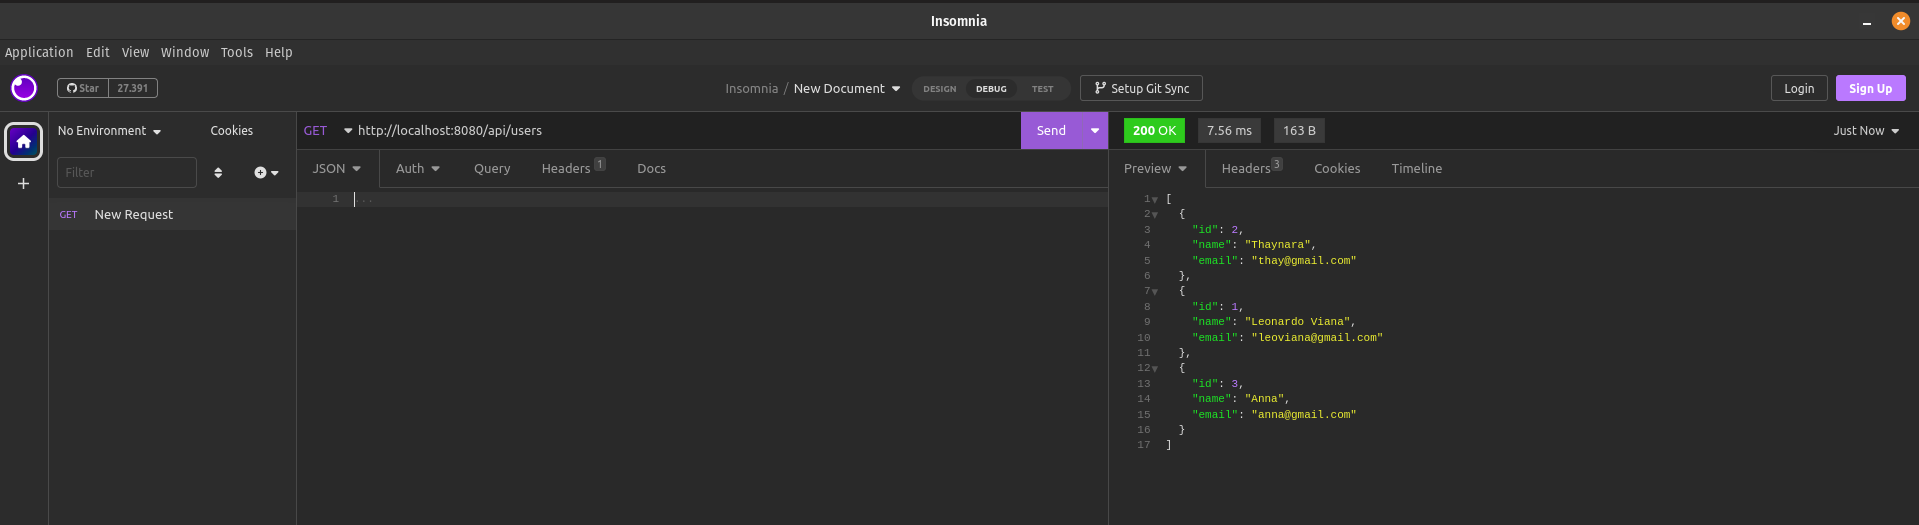 Insomnia
Application Edit View Window Tools Help
Star 27.391
Insomnia / New Document DESIGN DEBUG TEST Setup Git Sync
Login Sign Up
No Environment Cookies
Filter
GET New Request
GET http://localhost:8080/api/users Send
JSON Auth Query Headers 1 Docs
1 ...
200 OK 7.56 ms 163 B Just Now
Preview Headers 3 Cookies Timeline
1 [
2 {
3 "id": 2,
4 "name": "Thaynara",
5 "email": "thay@gmail.com"
6 },
7 {
8 "id": 1,
9 "name": "Leonardo Viana",
10 "email": "leoviana@gmail.com"
11 },
12 {
13 "id": 3,
14 "name": "Anna",
15 "email": "anna@gmail.com"
16 }
17 ]